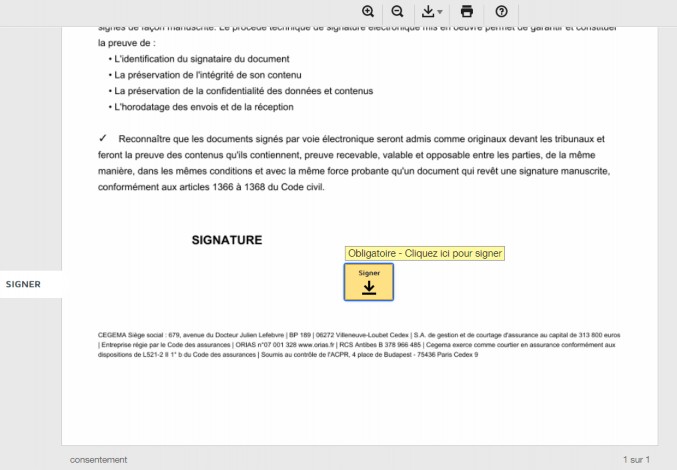 signés de façon manuscrite. Le procédé technique de signature électronique mis en oeuvre permet de garantir et constituer
la preuve de :
• L'identification du signataire du document
• La préservation de l'intégrité de son contenu
• La préservation de la confidentialité des données et contenus
• L'horodatage des envois et de la réception
✓ Reconnaître que les documents signés par voie électronique seront admis comme originaux devant les tribunaux et
feront la preuve des contenus qu'ils contiennent, preuve recevable, valable et opposable entre les parties, de la même
manière, dans les mêmes conditions et avec la même force probante qu'un document qui revêt une signature manuscrite,
conformément aux articles 1366 à 1368 du Code civil.
SIGNATURE
Obligatoire - Cliquez ici pour signer
Signer
SIGNER
CEGEMA Siège social : 679, avenue du Docteur Julien Lefebvre | BP 189 | 06272 Villeneuve-Loubet Cedex | S.A. de gestion et de courtage d'assurance au capital de 313 800 euros
| Entreprise régie par le Code des assurances | ORIAS n°07 001 328 www.orias.fr | RCS Antibes B 378 966 485 | Cegema exerce comme courtier en assurance conformément aux
dispositions de L521-2 II 1° b du Code des assurances | Soumis au contrôle de l'ACPR, 4 place de Budapest - 75436 Paris Cedex 9
consentement
1 sur 1